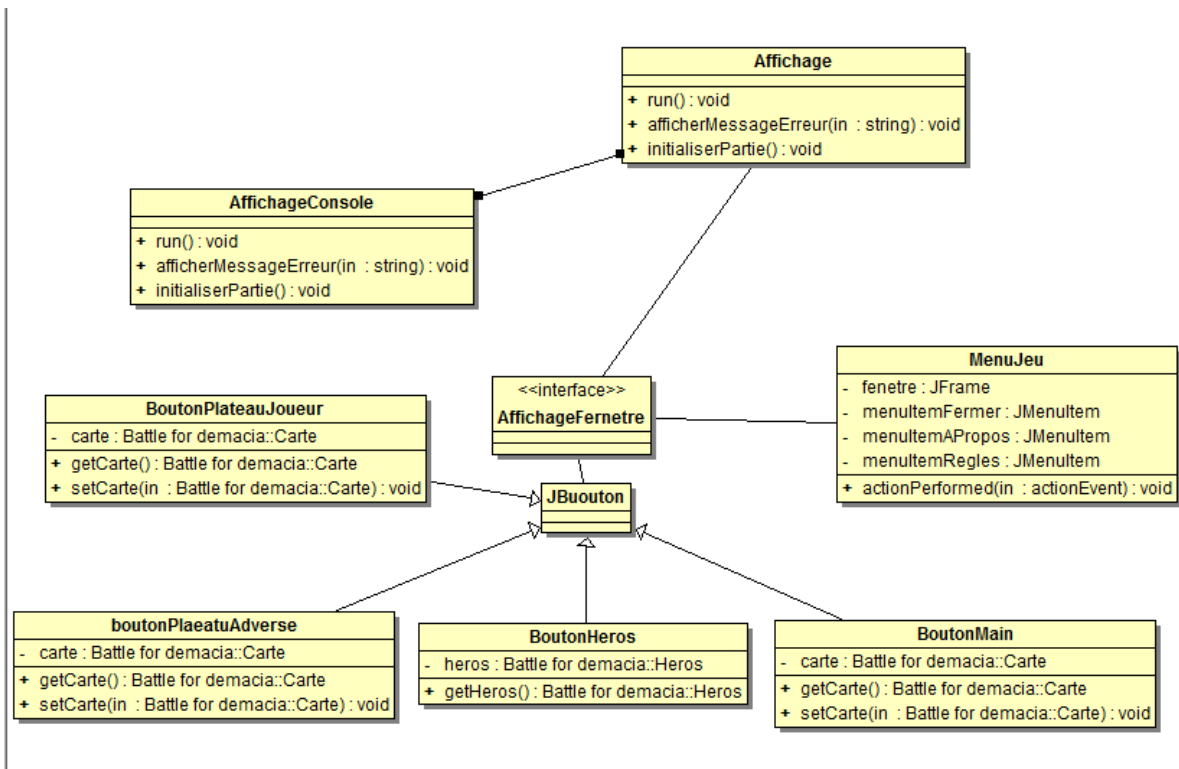 Affichage
+ run() : void
+ afficherMessageErreur(in : string) : void
+ initialiserPartie() : void
AffichageConsole
+ run() : void
+ afficherMessageErreur(in : string) : void
+ initialiserPartie() : void
<<interface>>
AffichageFernetre
MenuJeu
- fenetre : JFrame
- menuItemFermer : JMenuItem
- menuItemAPropos : JMenuItem
- menuItemRegles : JMenuItem
+ actionPerformed(in : actionEvent) : void
BoutonPlateauJoueur
- carte : Battle for demacia::Carte
+ getCarte() : Battle for demacia::Carte
+ setCarte(in : Battle for demacia::Carte) : void
JBuouton
boutonPlaeatuAdverse
- carte : Battle for demacia::Carte
+ getCarte() : Battle for demacia::Carte
+ setCarte(in : Battle for demacia::Carte) : void
BoutonHeros
- heros : Battle for demacia::Heros
+ getHeros() : Battle for demacia::Heros
BoutonMain
- carte : Battle for demacia::Carte
+ getCarte() : Battle for demacia::Carte
+ setCarte(in : Battle for demacia::Carte) : void